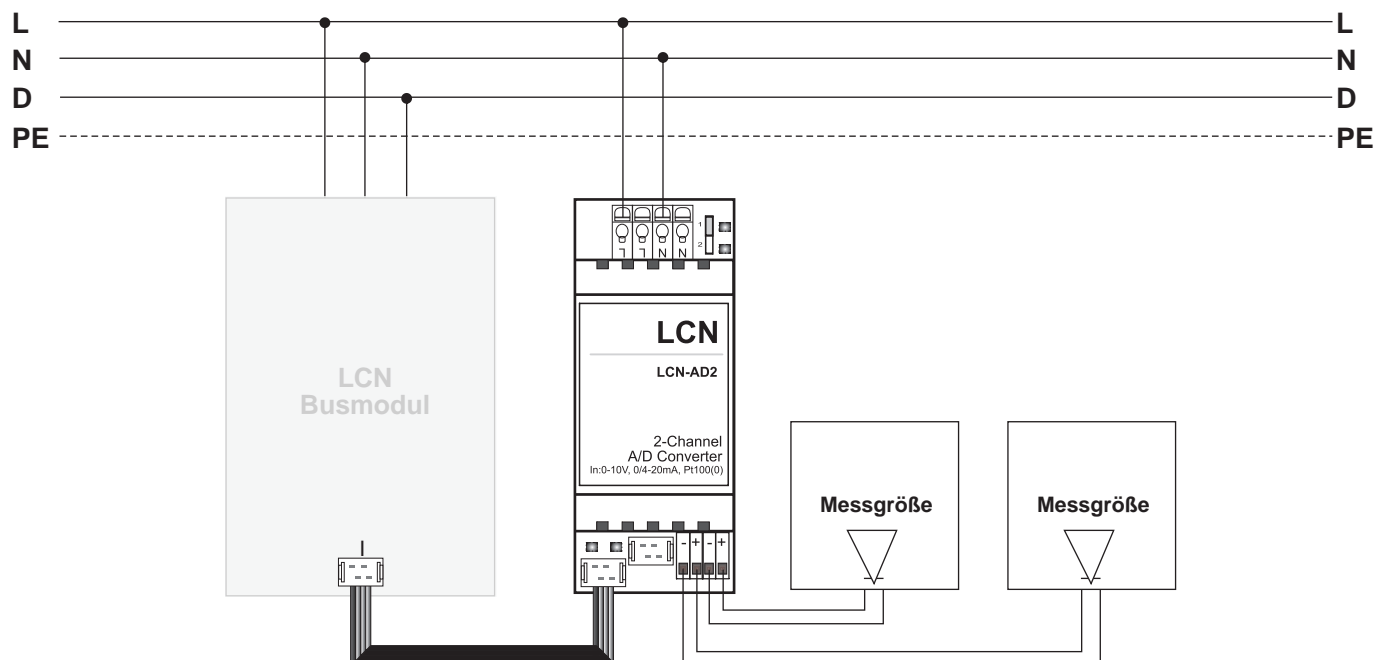 L L
N N
D D
PE PE
L L N N
1
2
LCN
LCN-AD2
LCN
Busmodul
2-Channel
A/D Converter
In:0-10V, 0/4-20mA, Pt100(0)
Messgröße Messgröße
I
- + - +